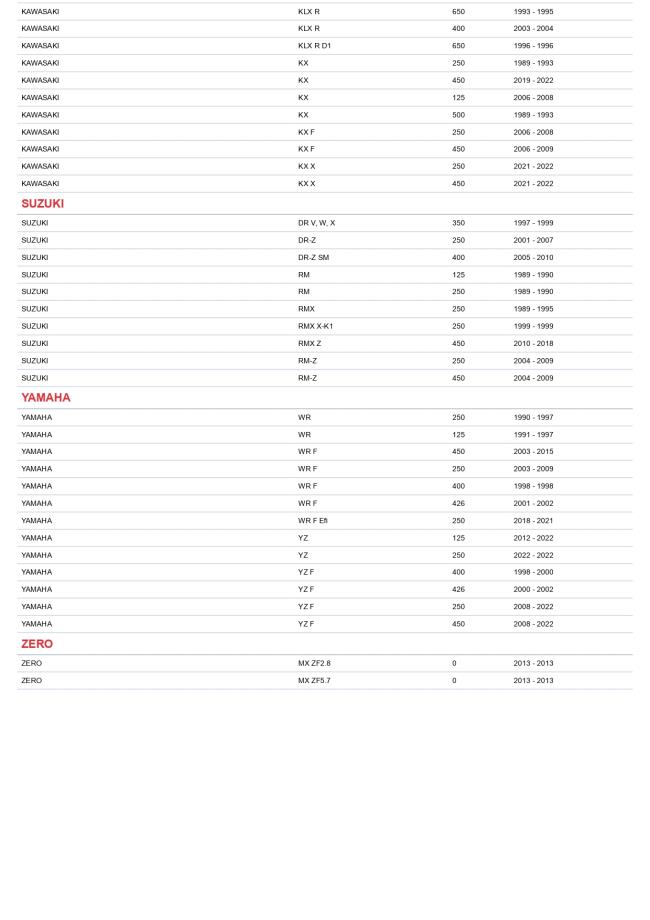 KAWASAKI KLX R 650 1993 - 1995
KAWASAKI KLX R 400 2003 - 2004
KAWASAKI KLX R D1 650 1996 - 1996
KAWASAKI KX 250 1989 - 1993
KAWASAKI KX 450 2019 - 2022
KAWASAKI KX 125 2006 - 2008
KAWASAKI KX 500 1989 - 1993
KAWASAKI KX F 250 2006 - 2008
KAWASAKI KX F 450 2006 - 2009
KAWASAKI KX X 250 2021 - 2022
KAWASAKI KX X 450 2021 - 2022
SUZUKI
SUZUKI DR V, W, X 350 1997 - 1999
SUZUKI DR-Z 250 2001 - 2007
SUZUKI DR-Z SM 400 2005 - 2010
SUZUKI RM 125 1989 - 1990
SUZUKI RM 250 1989 - 1990
SUZUKI RMX 250 1989 - 1995
SUZUKI RMX X-K1 250 1999 - 1999
SUZUKI RMX Z 450 2010 - 2018
SUZUKI RM-Z 250 2004 - 2009
SUZUKI RM-Z 450 2004 - 2009
YAMAHA
YAMAHA WR 250 1990 - 1997
YAMAHA WR 125 1991 - 1997
YAMAHA WR F 450 2003 - 2015
YAMAHA WR F 250 2003 - 2009
YAMAHA WR F 400 1998 - 1998
YAMAHA WR F 426 2001 - 2002
YAMAHA WR F Efi 250 2018 - 2021
YAMAHA YZ 125 2012 - 2022
YAMAHA YZ 250 2022 - 2022
YAMAHA YZ F 400 1998 - 2000
YAMAHA YZ F 426 2000 - 2002
YAMAHA YZ F 250 2008 - 2022
YAMAHA YZ F 450 2008 - 2022
ZERO
ZERO MX ZF2.8 0 2013 - 2013
ZERO MX ZF5.7 0 2013 - 2013